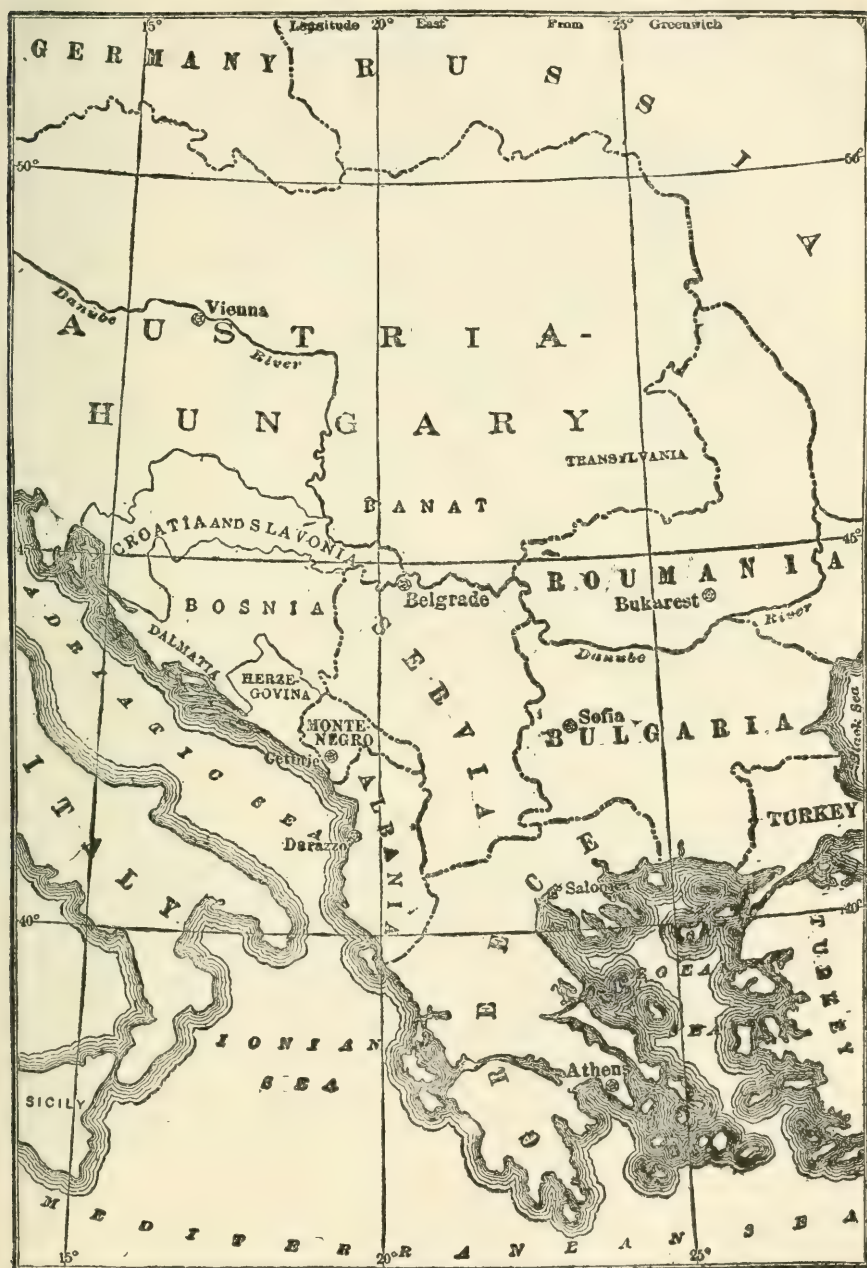 15° Longitude 20° East From 25° Greenwich
GERMANY
RUSSIA
50° 50°
Danube
Vienna
River
AUSTRIA-
HUNGARY
TRANSYLVANIA
BANAT
CROATIA AND SLAVONIA
45° 45°
ROUMANIA
Bukarest
Belgrade
BOSNIA
SERVIA
River
Danube
DALMATIA
HERZE-
GOVINA
ADRIATIC SEA
MONTE-
NEGRO
Cetinje
Sofia
BULGARIA
Black Sea
ITALY
ALBANIA
Darazzo
TURKEY
GREECE
Salonica
40° 40°
TURKEY
SEA
IONIAN
SEA
Athens
SICILY
MEDITERRANEAN SEA
15° 20° 25°